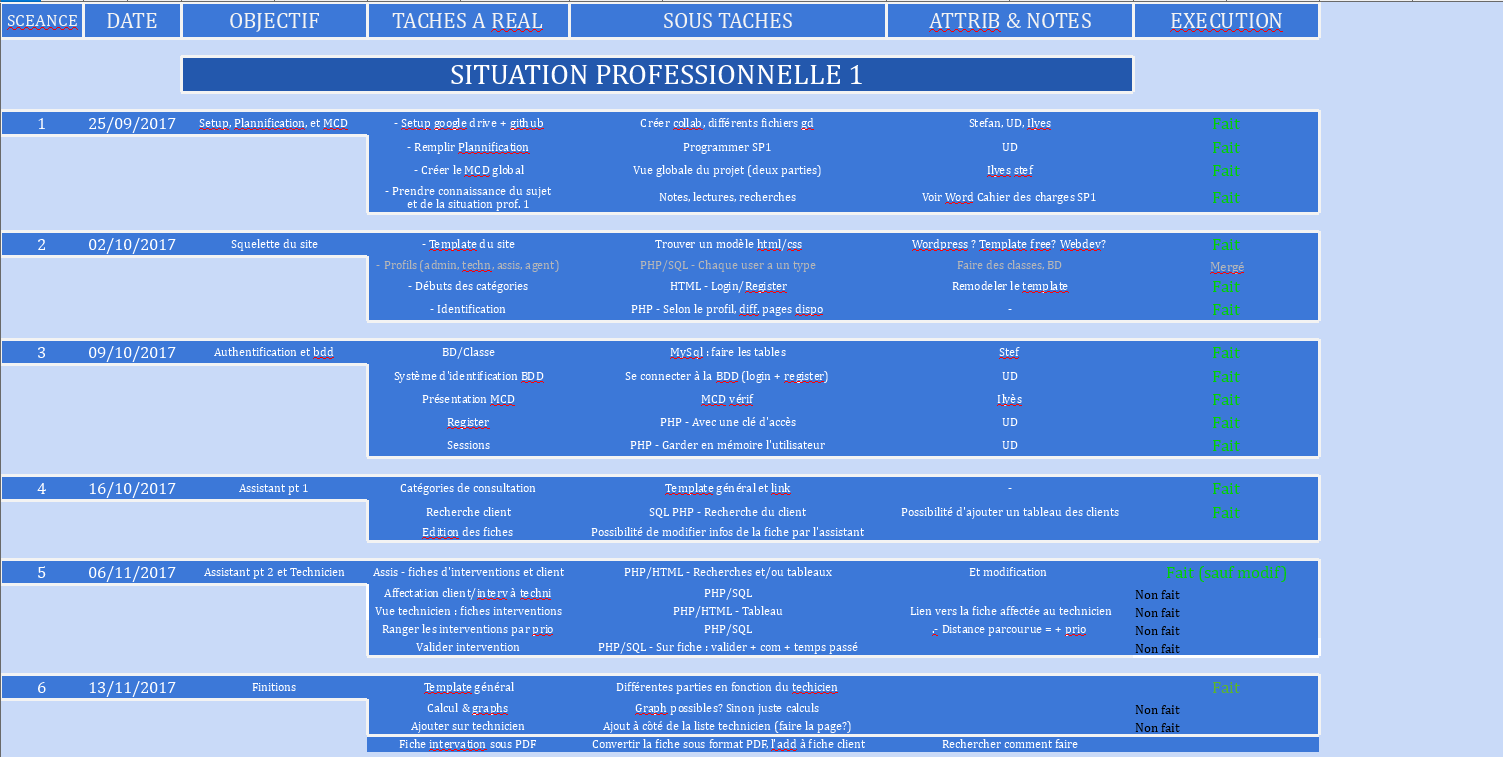 SCEANCE DATE OBJECTIF TACHES A REAL SOUS TACHES ATTRIB & NOTES EXECUTION
SITUATION PROFESSIONNELLE 1
1 25/09/2017 Setup, Plannification, et MCD - Setup google drive + github Créer collab, différents fichiers gd Stefan, UD, Ilyes Fait
- Remplir Plannification Programmer SP1 UD Fait
- Créer le MCD global Vue globale du projet (deux parties) Ilyes stef Fait
- Prendre connaissance du sujet
et de la situation prof. 1 Notes, lectures, recherches Voir Word Cahier des charges SP1 Fait
2 02/10/2017 Squelette du site - Template du site Trouver un modèle html/css Wordpress ? Template free? Webdev? Fait
- Profils (admin, techn, assis, agent) PHP/SQL - Chaque user a un type Faire des classes, BD Mergé
- Débuts des catégories HTML - Login/Register Remodeler le template Fait
- Identification PHP - Selon le profil, diff, pages dispo - Fait
3 09/10/2017 Authentification et bdd BD/Classe MySql : faire les tables Stef Fait
Système d'identification BDD Se connecter à la BDD (login + register) UD Fait
Présentation MCD MCD vérif Ilyès Fait
Register PHP - Avec une clé d'accès UD Fait
Sessions PHP - Garder en mémoire l'utilisateur UD Fait
4 16/10/2017 Assistant pt 1 Catégories de consultation Template général et link - Fait
Recherche client SQL PHP - Recherche du client Possibilité d'ajouter un tableau des clients Fait
Edition des fiches Possibilité de modifier infos de la fiche par l'assistant
5 06/11/2017 Assistant pt 2 et Technicien Assis - fiches d'interventions et client PHP/HTML - Recherches et/ou tableaux Et modification Fait (sauf modif)
Affectation client/interv à techni PHP/SQL Non fait
Vue technicien : fiches interventions PHP/HTML - Tableau Lien vers la fiche affectée au technicien Non fait
Ranger les interventions par prio PHP/SQL .- Distance parcourue = + prio Non fait
Valider intervention PHP/SQL - Sur fiche : valider + com + temps passé Non fait
6 13/11/2017 Finitions Template général Différentes parties en fonction du techicien Fait
Calcul & graphs Graph possibles? Sinon juste calculs Non fait
Ajouter sur technicien Ajout à côté de la liste technicien (faire la page?) Non fait
Fiche intervation sous PDF Convertir la fiche sous format PDF, l'add à fiche client Rechercher comment faire